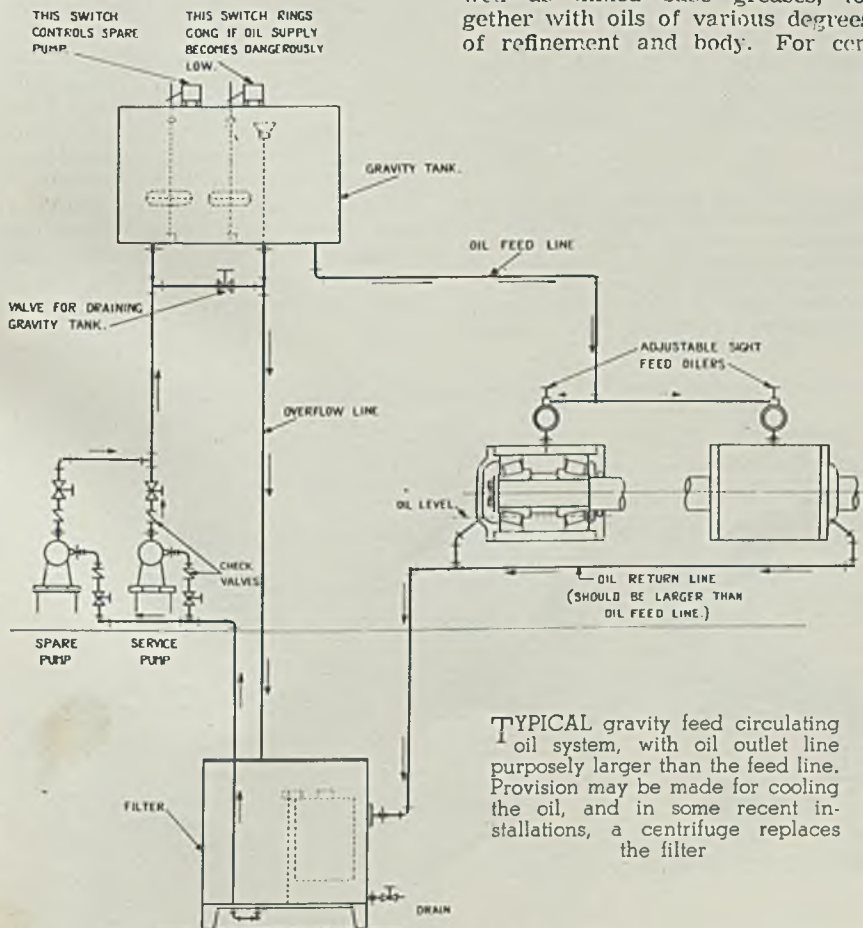 gether with oils of various degrees
of refinement and body. For cer
THIS SWITCH
CONTROLS SPARE
PUMP.
THIS SWITCH RINGS
GONG IF OIL SUPPLY
BECOMES DANGEROUSLY
LOW.
GRAVITY TANK.
OIL FEED LINE
VALVE FOR DRAINING
GRAVITY TANK.
ADJUSTABLE SIGHT
FEED OILERS
OVERFLOW LINE
OIL LEVEL
CHECK
VALVES
OIL RETURN LINE
(SHOULD BE LARGER THAN
OIL FEED LINE.)
SPARE
PUMP
SERVICE
PUMP
FILTER
DRAIN
TYPICAL gravity feed circulating
oil system, with oil outlet line
purposely larger than the feed line.
Provision may be made for cooling
the oil, and in some recent in-
stallations, a centrifuge replaces
the filter